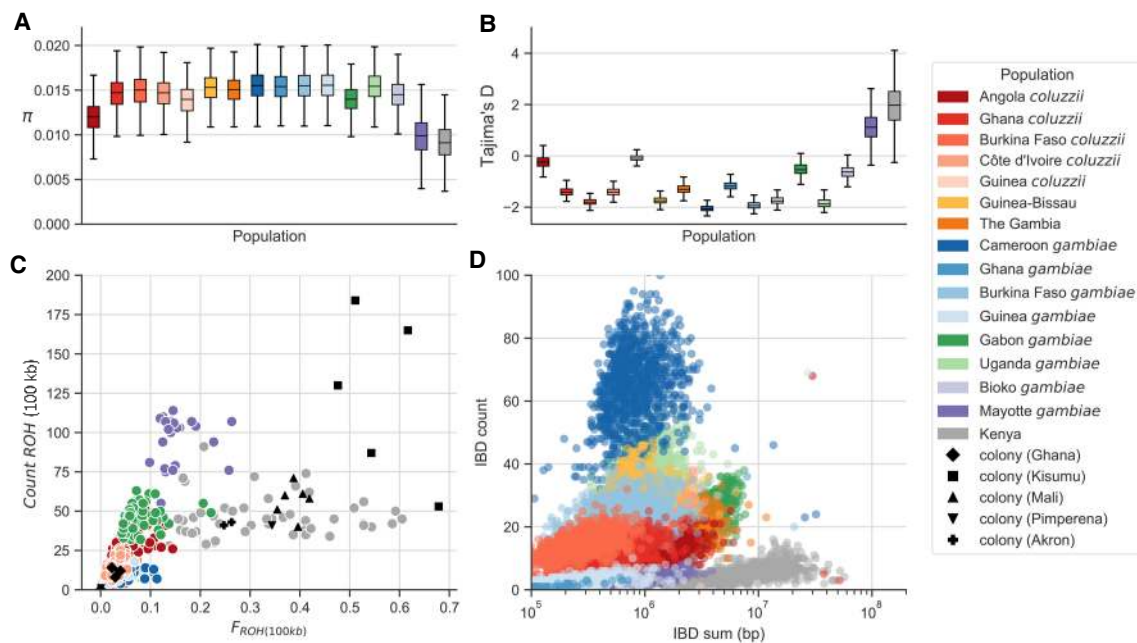 A
0.020
0.015
0.010
0.005
0.000
π
Population
B
4
2
0
−2
Tajima's D
Population
C
200
175
150
125
100
75
50
25
0
Count ROH {100 kb)
0.0 0.1 0.2 0.3 0.4 0.5 0.6 0.7
F_ROH(100kb)
D
100
80
60
40
20
0
IBD count
10^5 10^6 10^7 10^8
IBD sum (bp)
Population
Angola coluzzii
Ghana coluzzii
Burkina Faso coluzzii
Côte d'Ivoire coluzzii
Guinea coluzzii
Guinea-Bissau
The Gambia
Cameroon gambiae
Ghana gambiae
Burkina Faso gambiae
Guinea gambiae
Gabon gambiae
Uganda gambiae
Bioko gambiae
Mayotte gambiae
Kenya
colony (Ghana)
colony (Kisumu)
colony (Mali)
colony (Pimperena)
colony (Akron)